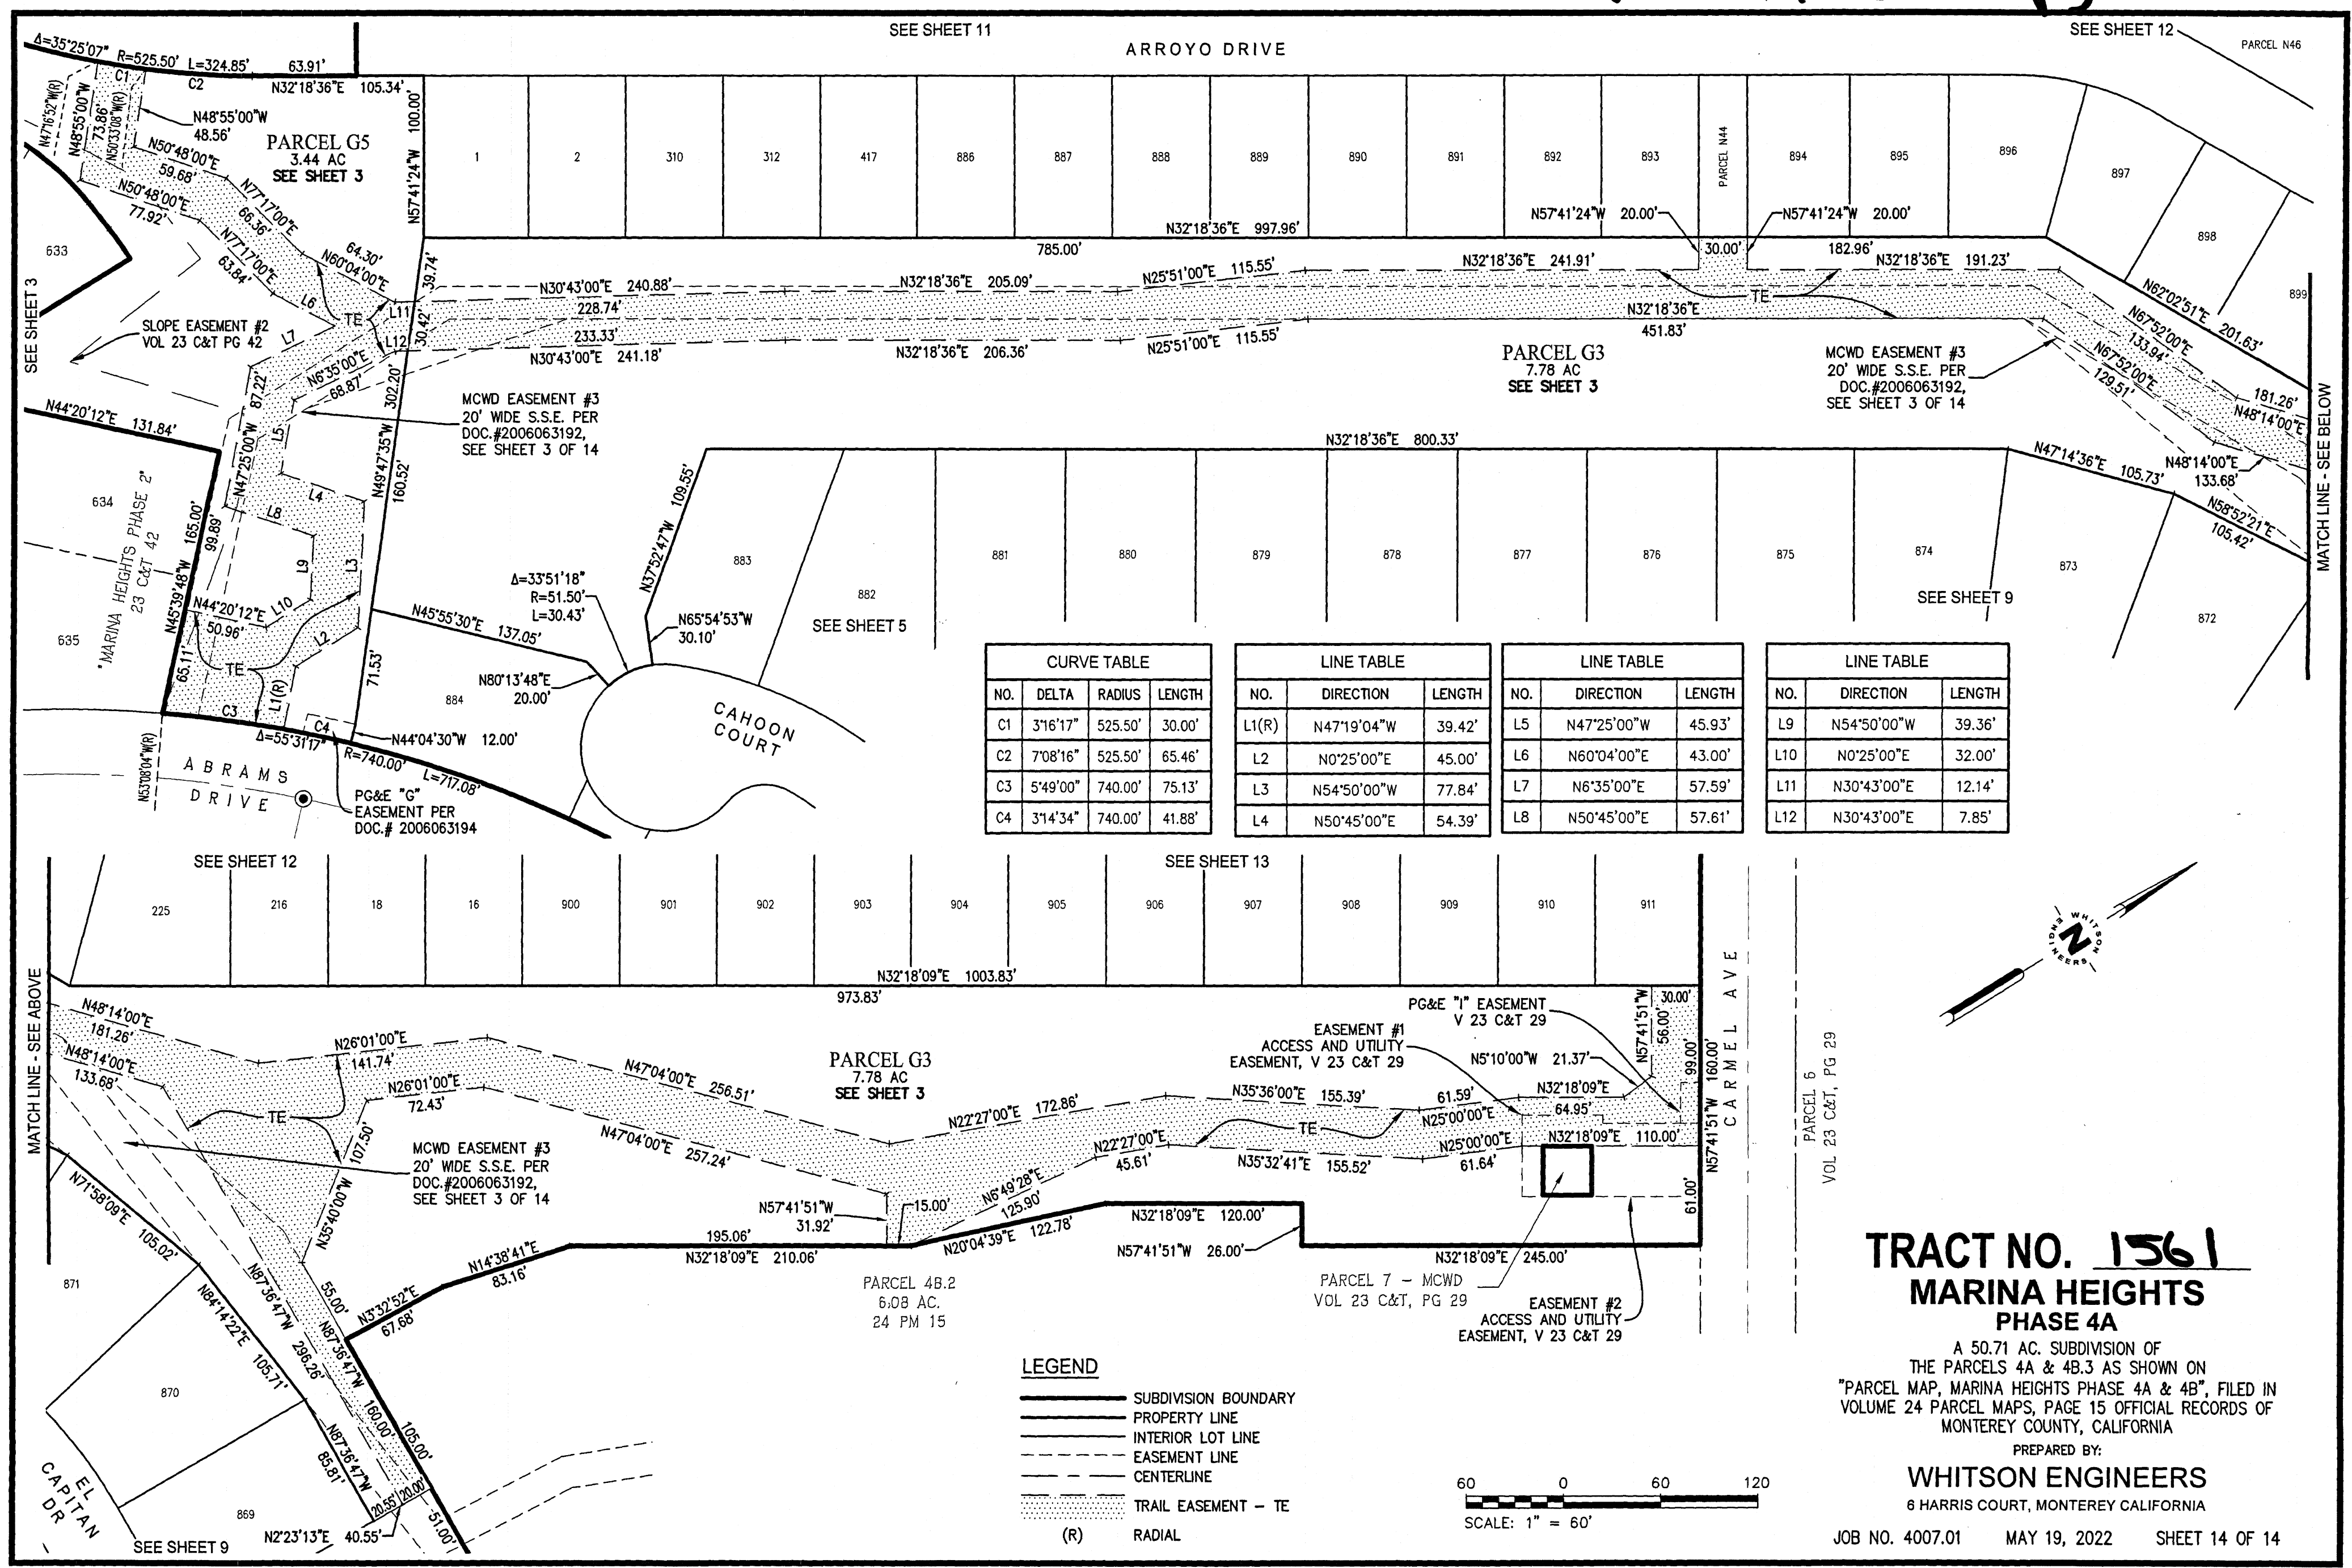 SEE SHEET 11
SEE SHEET 12
ARROYO DRIVE
PARCEL N46
Δ=35°25'07" R=525.50' L=324.85' 63.91'
C1
C2
N32°18'36"E 105.34'
N47°16'52"W(R)
N48°55'00"W
73.86'
N50°33'08"W(R)
N48°55'00"W
48.56'
PARCEL G5
3.44 AC
SEE SHEET 3
N57°41'24"W 100.00'
N50°48'00"E
59.68'
N50°48'00"E
77.92'
N77°17'00"E
66.36'
N77°17'00"E
63.84'
64.30'
N60°04'00"E
1
2
310
312
417
886
887
888
889
890
891
892
893
PARCEL N44
894
895
896
897
898
899
N57°41'24"W 20.00'
N57°41'24"W 20.00'
N32°18'36"E 997.96'
785.00'
30.00'
182.96'
633
SEE SHEET 3
SLOPE EASEMENT #2
VOL 23 C&T PG 42
L6
L7
TE
L11
L12
39.74'
30.42'
302.20'
N49°47'35"W
160.52'
71.53'
N30°43'00"E 240.88'
228.74'
233.33'
N30°43'00"E 241.18'
N32°18'36"E 205.09'
N32°18'36"E 206.36'
N25°51'00"E 115.55'
N25°51'00"E 115.55'
N32°18'36"E 241.91'
N32°18'36"E 191.23'
TE
N32°18'36"E
451.83'
N62°02'51"E 201.63'
N67°52'00"E
133.94'
N67°52'00"E
129.51'
181.26'
N48°14'00"E
N48°14'00"E
133.68'
MATCH LINE - SEE BELOW
PARCEL G3
7.78 AC
SEE SHEET 3
MCWD EASEMENT #3
20' WIDE S.S.E. PER
DOC.#2006063192,
SEE SHEET 3 OF 14
N6°35'00"E
68.87'
87.22'
MCWD EASEMENT #3
20' WIDE S.S.E. PER
DOC.#2006063192,
SEE SHEET 3 OF 14
N44°20'12"E 131.84'
L5
L4
L8
L9
L3
L10
L2
N47°25'00"W
99.89'
634
635
"MARINA HEIGHTS PHASE 2"
23 C&T 42
N45°39'48"W 165.00'
65.11'
N44°20'12"E
50.96'
TE
L1(R)
C3
C4
N32°18'36"E 800.33'
N47°14'36"E 105.73'
N58°52'21"E
105.42'
N37°52'47"W 109.55'
883
882
881
880
879
878
877
876
875
874
873
872
SEE SHEET 5
SEE SHEET 9
Δ=33°51'18"
R=51.50'
L=30.43'
N65°54'53"W
30.10'
N45°55'30"E 137.05'
N80°13'48"E
20.00'
884
CAHOON
COURT
N44°04'30"W 12.00'
Δ=55°31'17" R=740.00' L=717.08'
N53°08'04"W(R)
ABRAMS
DRIVE
PG&E "G"
EASEMENT PER
DOC.# 2006063194
CURVE TABLE
NO. DELTA RADIUS LENGTH
C1 3°16'17" 525.50' 30.00'
C2 7°08'16" 525.50' 65.46'
C3 5°49'00" 740.00' 75.13'
C4 3°14'34" 740.00' 41.88'
LINE TABLE
NO. DIRECTION LENGTH
L1(R) N47°19'04"W 39.42'
L2 N0°25'00"E 45.00'
L3 N54°50'00"W 77.84'
L4 N50°45'00"E 54.39'
LINE TABLE
NO. DIRECTION LENGTH
L5 N47°25'00"W 45.93'
L6 N60°04'00"E 43.00'
L7 N6°35'00"E 57.59'
L8 N50°45'00"E 57.61'
LINE TABLE
NO. DIRECTION LENGTH
L9 N54°50'00"W 39.36'
L10 N0°25'00"E 32.00'
L11 N30°43'00"E 12.14'
L12 N30°43'00"E 7.85'
SEE SHEET 12
SEE SHEET 13
225
216
18
16
900
901
902
903
904
905
906
907
908
909
910
911
N32°18'09"E 1003.83'
973.83'
30.00'
MATCH LINE - SEE ABOVE
N48°14'00"E
181.26'
N48°14'00"E
133.68'
N26°01'00"E
141.74'
N26°01'00"E
72.43'
TE
107.50'
N35°40'00"W
MCWD EASEMENT #3
20' WIDE S.S.E. PER
DOC.#2006063192,
SEE SHEET 3 OF 14
N47°04'00"E 256.51'
N47°04'00"E 257.24'
PARCEL G3
7.78 AC
SEE SHEET 3
N22°27'00"E 172.86'
N22°27'00"E
45.61'
N6°49'28"E
125.90'
N57°41'51"W
31.92'
15.00'
N35°36'00"E 155.39'
TE
N35°32'41"E 155.52'
61.59'
N25°00'00"E
N25°00'00"E
61.64'
PG&E "I" EASEMENT
V 23 C&T 29
EASEMENT #1
ACCESS AND UTILITY
EASEMENT, V 23 C&T 29
N5°10'00"W 21.37'
N32°18'09"E
64.95'
N32°18'09"E 110.00'
N57°41'51"W
56.00'
99.00'
61.00'
N57°41'51"W 160.00'
CARMEL AVE
PARCEL 6
VOL 23 C&T, PG 29
N71°58'09"E
105.02'
N84°14'22"E 105.71'
N87°36'47"W 296.26'
55.00'
N87°36'47"W 160.00'
105.00'
N87°36'47"W
85.81'
20.55'
20.00'
51.00'
N2°23'13"E 40.55'
871
870
869
EL
CAPITAN
DR
SEE SHEET 9
N3°32'52"E
67.68'
N14°38'41"E
83.16'
195.06'
N32°18'09"E 210.06'
N20°04'39"E 122.78'
N32°18'09"E 120.00'
N57°41'51"W 26.00'
N32°18'09"E 245.00'
PARCEL 4B.2
6.08 AC.
24 PM 15
PARCEL 7 - MCWD
VOL 23 C&T, PG 29
EASEMENT #2
ACCESS AND UTILITY
EASEMENT, V 23 C&T 29
LEGEND
SUBDIVISION BOUNDARY
PROPERTY LINE
INTERIOR LOT LINE
EASEMENT LINE
CENTERLINE
TRAIL EASEMENT - TE
(R) RADIAL
60 0 60 120
SCALE: 1" = 60'
WHITSON
N
ENGINEERS
TRACT NO. 1561
MARINA HEIGHTS
PHASE 4A
A 50.71 AC. SUBDIVISION OF
THE PARCELS 4A & 4B.3 AS SHOWN ON
"PARCEL MAP, MARINA HEIGHTS PHASE 4A & 4B", FILED IN
VOLUME 24 PARCEL MAPS, PAGE 15 OFFICIAL RECORDS OF
MONTEREY COUNTY, CALIFORNIA
PREPARED BY:
WHITSON ENGINEERS
6 HARRIS COURT, MONTEREY CALIFORNIA
JOB NO. 4007.01 MAY 19, 2022 SHEET 14 OF 14